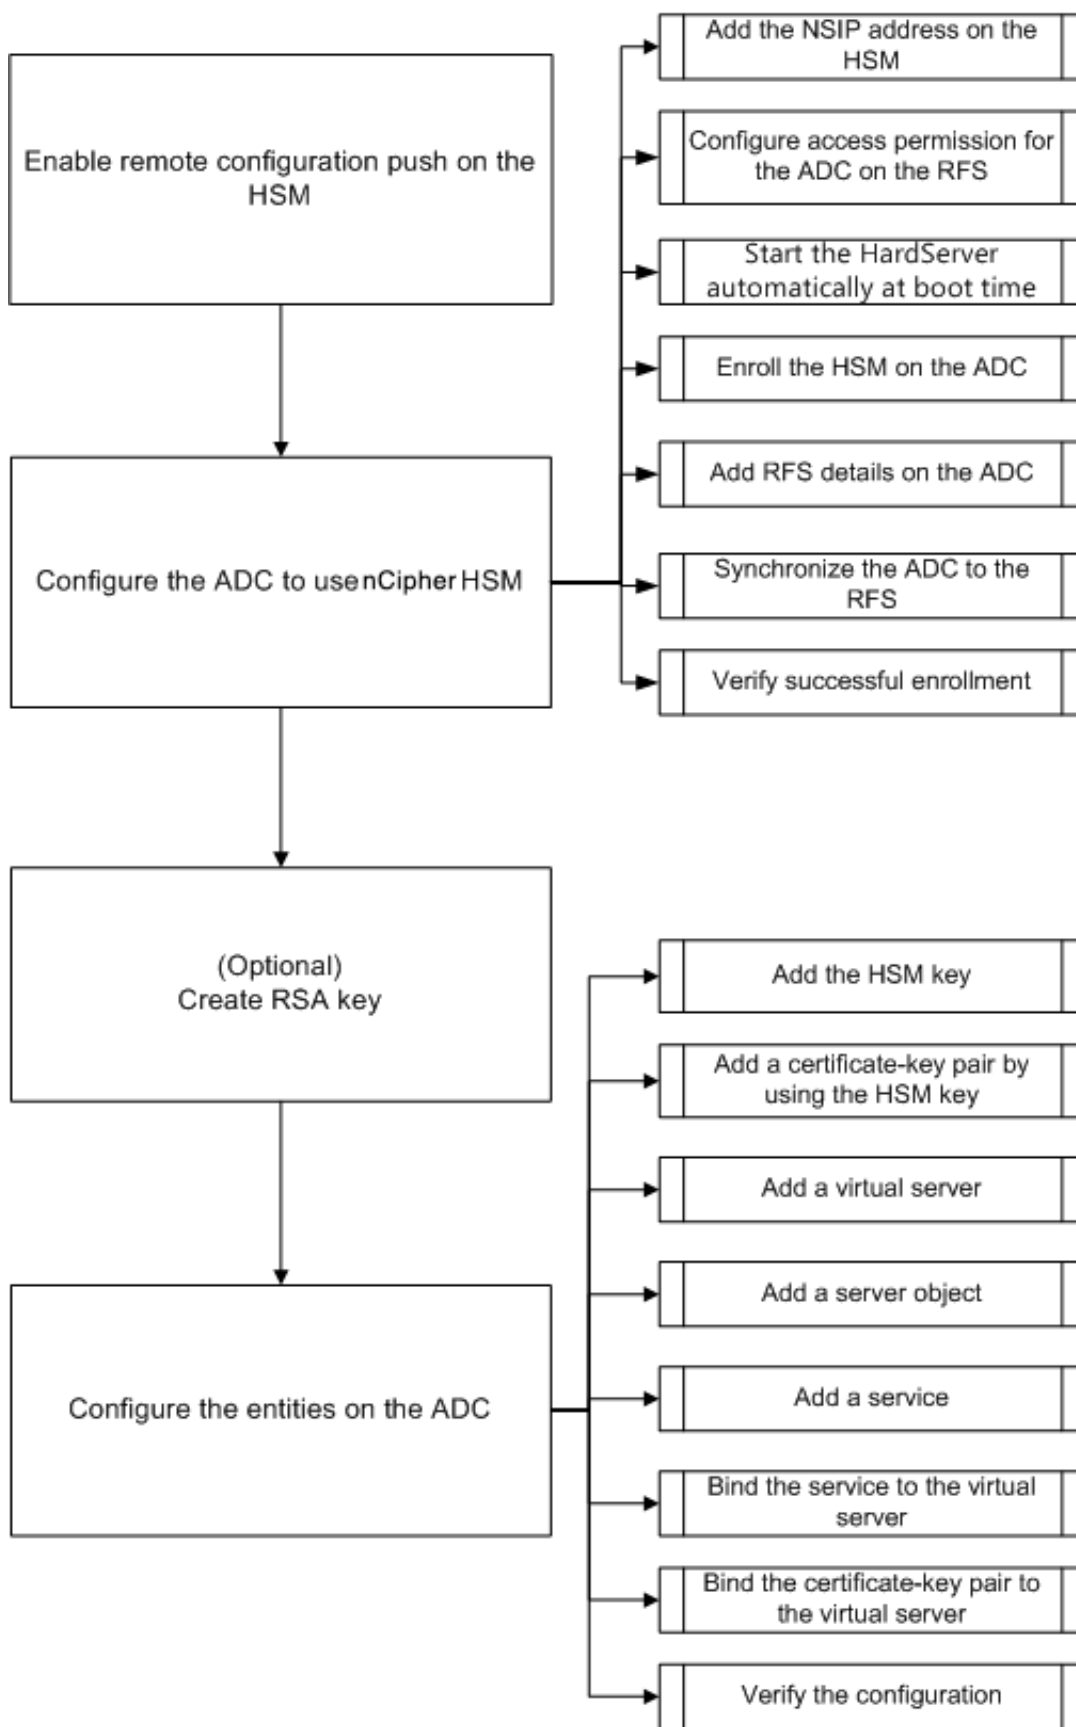 Enable remote configuration push on the
HSM
Configure the ADC to use nCipher HSM
Add the NSIP address on the
HSM
Configure access permission for
the ADC on the RFS
Start the HardServer
automatically at boot time
Enroll the HSM on the ADC
Add RFS details on the ADC
Synchronize the ADC to the
RFS
Verify successful enrollment
(Optional)
Create RSA key
Configure the entities on the ADC
Add the HSM key
Add a certificate-key pair by
using the HSM key
Add a virtual server
Add a server object
Add a service
Bind the service to the virtual
server
Bind the certificate-key pair to
the virtual server
Verify the configuration